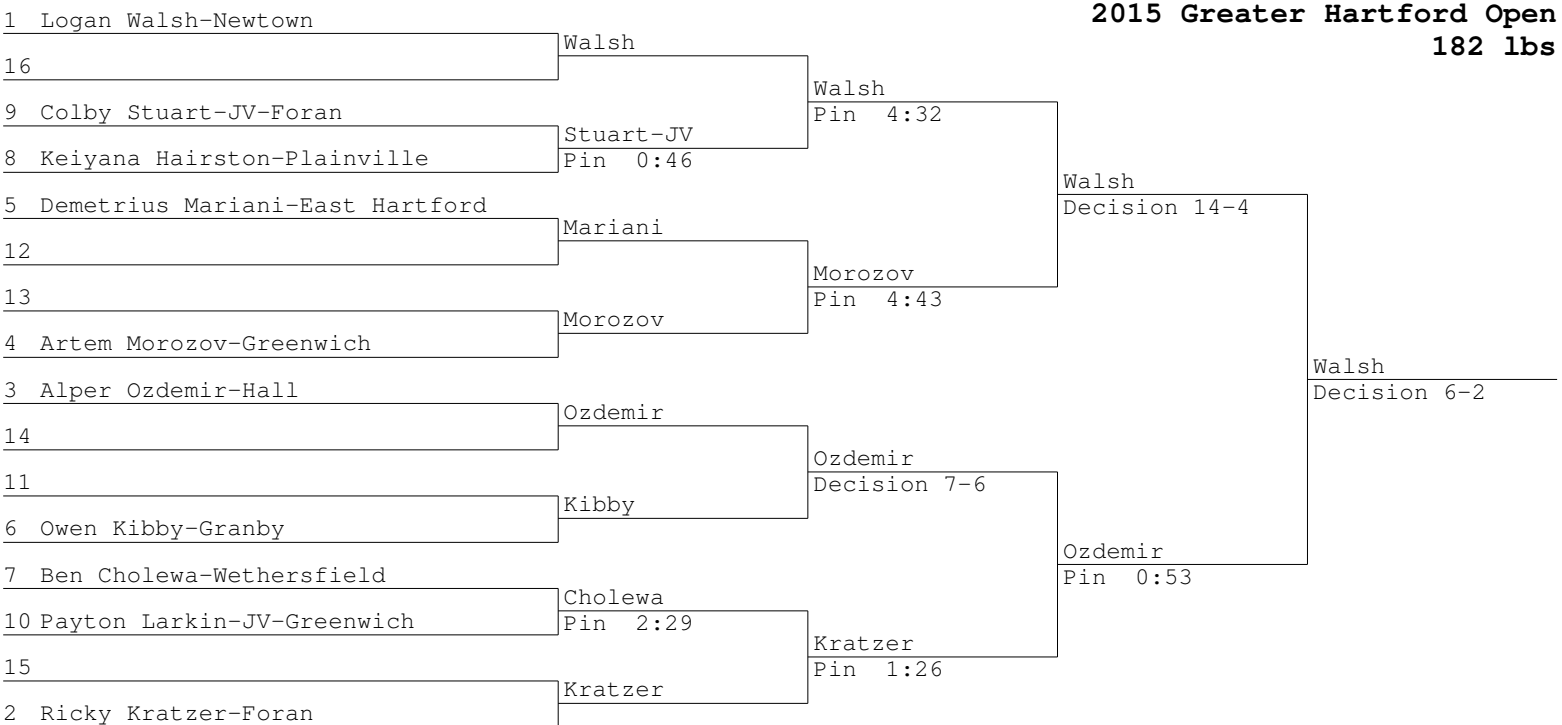 2015 Greater Hartford Open
182 lbs
1 Logan Walsh-Newtown
16
9 Colby Stuart-JV-Foran
8 Keiyana Hairston-Plainville
5 Demetrius Mariani-East Hartford
12
13
4 Artem Morozov-Greenwich
3 Alper Ozdemir-Hall
14
11
6 Owen Kibby-Granby
7 Ben Cholewa-Wethersfield
10 Payton Larkin-JV-Greenwich
15
2 Ricky Kratzer-Foran
Walsh
Stuart-JV
Pin 0:46
Mariani
Morozov
Ozdemir
Kibby
Cholewa
Pin 2:29
Kratzer
Walsh
Pin 4:32
Morozov
Pin 4:43
Ozdemir
Decision 7-6
Kratzer
Pin 1:26
Walsh
Decision 14-4
Ozdemir
Pin 0:53
Walsh
Decision 6-2